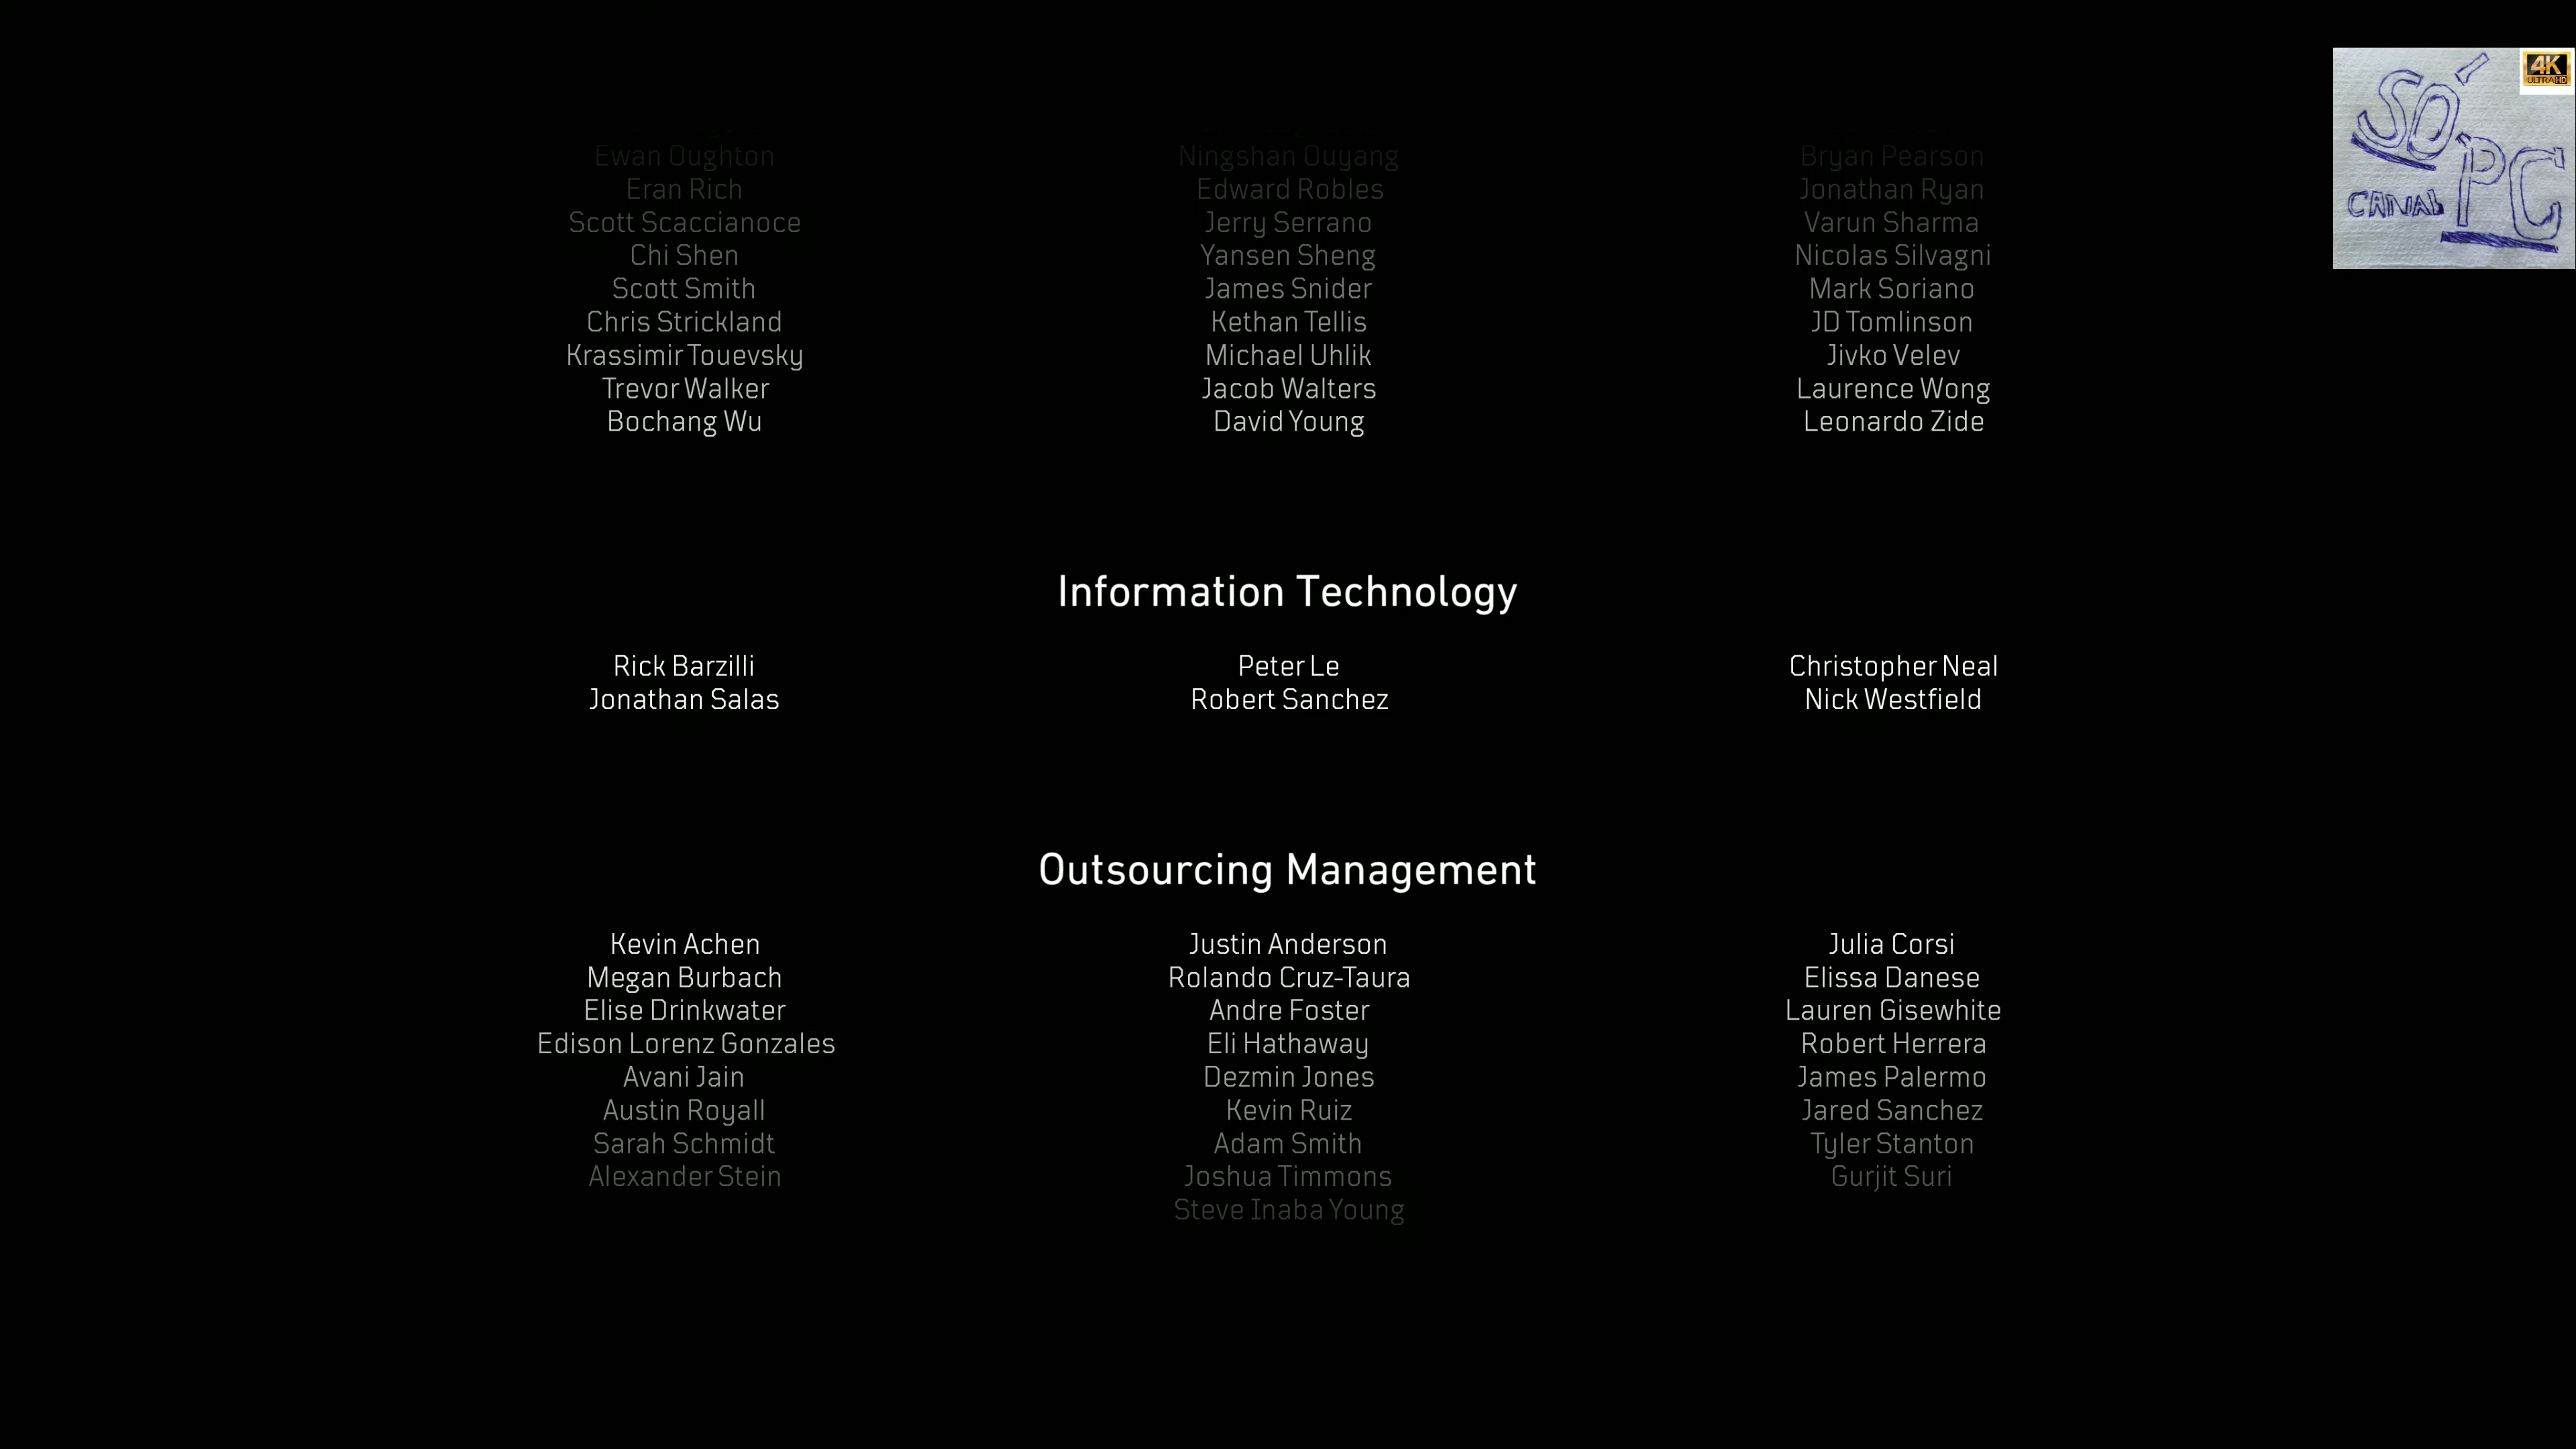 Ewan Oughton Ningshan Ouyang Bryan Pearson
Eran Rich Edward Robles Jonathan Ryan
Scott Scaccianoce Jerry Serrano Varun Sharma
Chi Shen Yansen Sheng Nicolas Silvagni
Scott Smith James Snider Mark Soriano
Chris Strickland Kethan Tellis JD Tomlinson
Krassimir Touevsky Michael Uhlik Jivko Velev
Trevor Walker Jacob Walters Laurence Wong
Bochang Wu David Young Leonardo Zide
Information Technology
Rick Barzilli Peter Le Christopher Neal
Jonathan Salas Robert Sanchez Nick Westfield
Outsourcing Management
Kevin Achen Justin Anderson Julia Corsi
Megan Burbach Rolando Cruz-Taura Elissa Danese
Elise Drinkwater Andre Foster Lauren Gisewhite
Edison Lorenz Gonzales Eli Hathaway Robert Herrera
Avani Jain Dezmin Jones James Palermo
Austin Royall Kevin Ruiz Jared Sanchez
Sarah Schmidt Adam Smith Tyler Stanton
Alexander Stein Joshua Timmons Gurjit Suri
Steve Inaba Young
4K
ULTRA HD
SÓ
CANAL PC